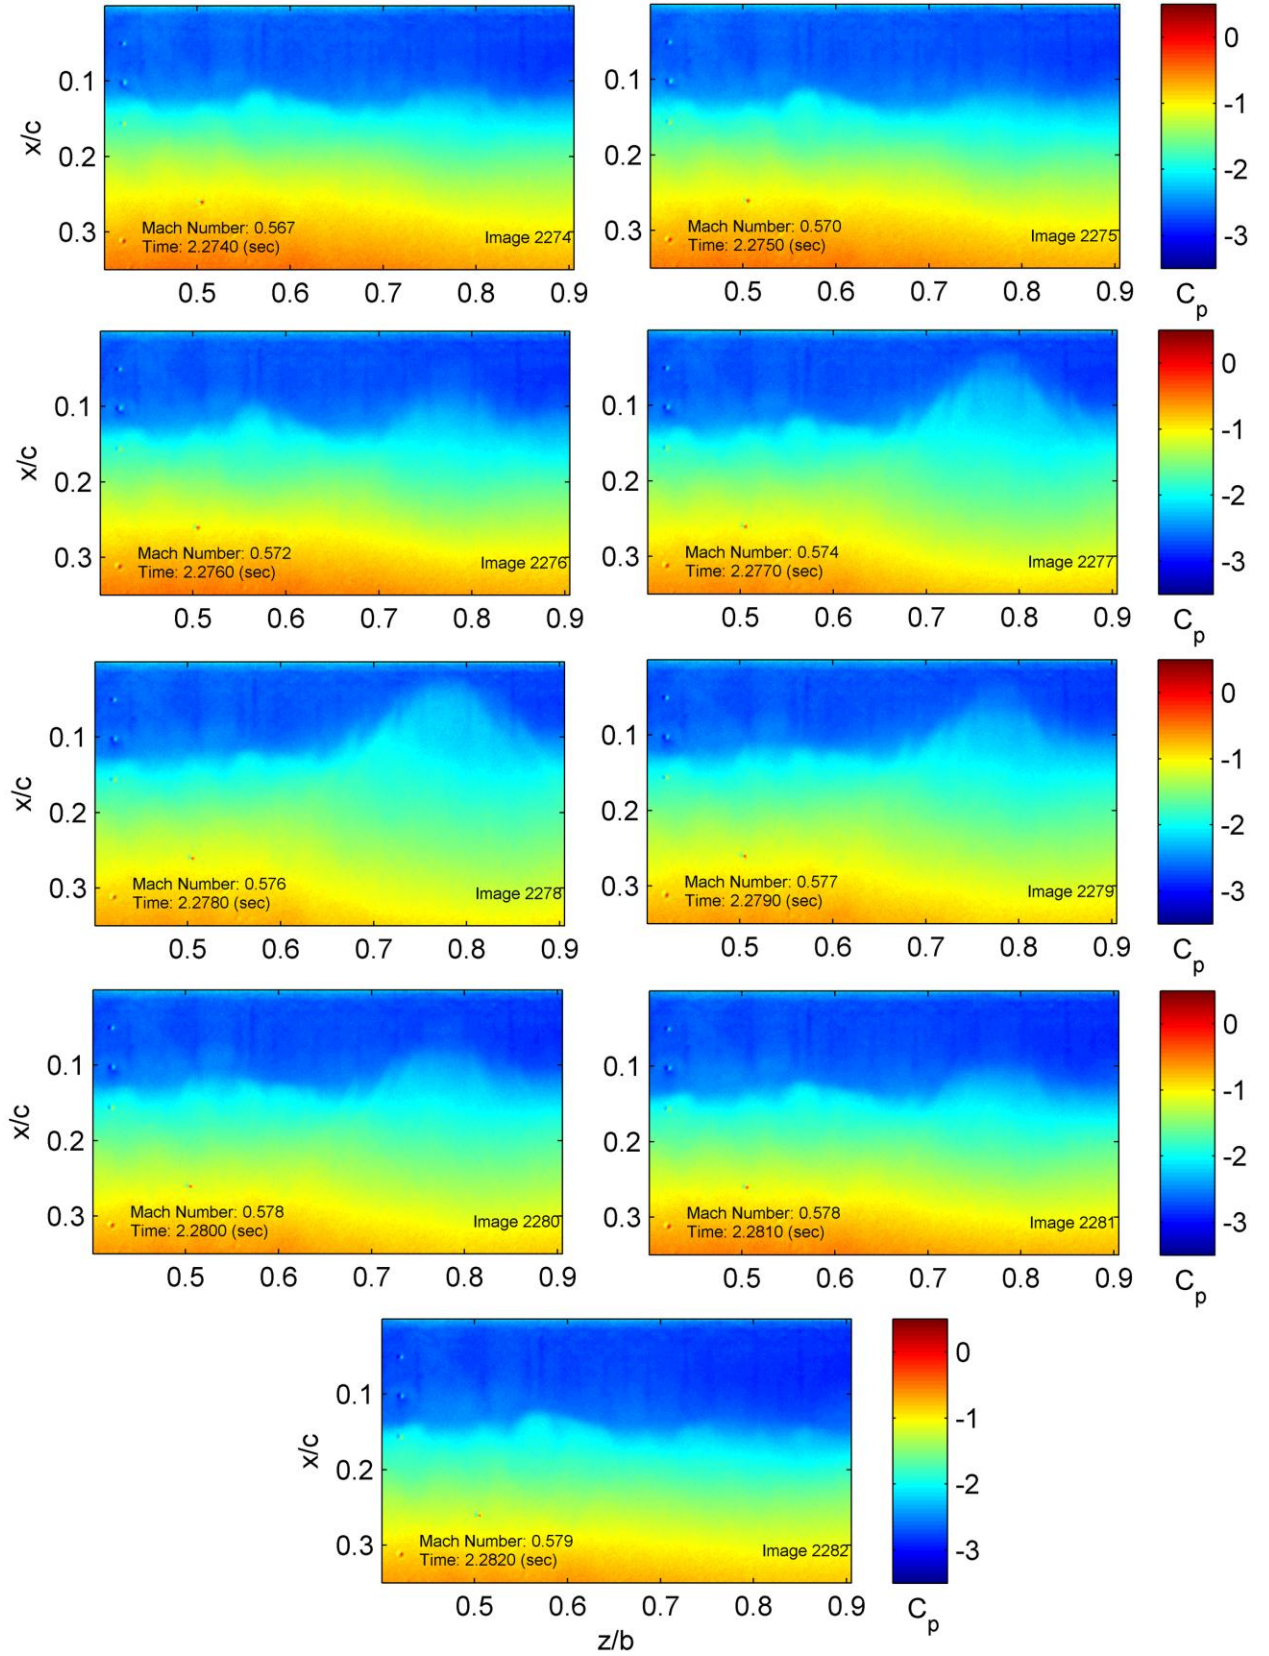 x/c
0.1
0.2
0.3
Mach Number: 0.567
Time: 2.2740 (sec)
Image 2274
0.5 0.6 0.7 0.8 0.9
0.1
0.2
0.3
Mach Number: 0.570
Time: 2.2750 (sec)
Image 2275
0.5 0.6 0.7 0.8 0.9
0
-1
-2
-3
Cp
x/c
0.1
0.2
0.3
Mach Number: 0.572
Time: 2.2760 (sec)
Image 2276
0.5 0.6 0.7 0.8 0.9
0.1
0.2
0.3
Mach Number: 0.574
Time: 2.2770 (sec)
Image 2277
0.5 0.6 0.7 0.8 0.9
0
-1
-2
-3
Cp
x/c
0.1
0.2
0.3
Mach Number: 0.576
Time: 2.2780 (sec)
Image 2278
0.5 0.6 0.7 0.8 0.9
0.1
0.2
0.3
Mach Number: 0.577
Time: 2.2790 (sec)
Image 2279
0.5 0.6 0.7 0.8 0.9
0
-1
-2
-3
Cp
x/c
0.1
0.2
0.3
Mach Number: 0.578
Time: 2.2800 (sec)
Image 2280
0.5 0.6 0.7 0.8 0.9
0.1
0.2
0.3
Mach Number: 0.578
Time: 2.2810 (sec)
Image 2281
0.5 0.6 0.7 0.8 0.9
0
-1
-2
-3
Cp
x/c
0.1
0.2
0.3
Mach Number: 0.579
Time: 2.2820 (sec)
Image 2282
0.5 0.6 0.7 0.8 0.9
z/b
0
-1
-2
-3
Cp